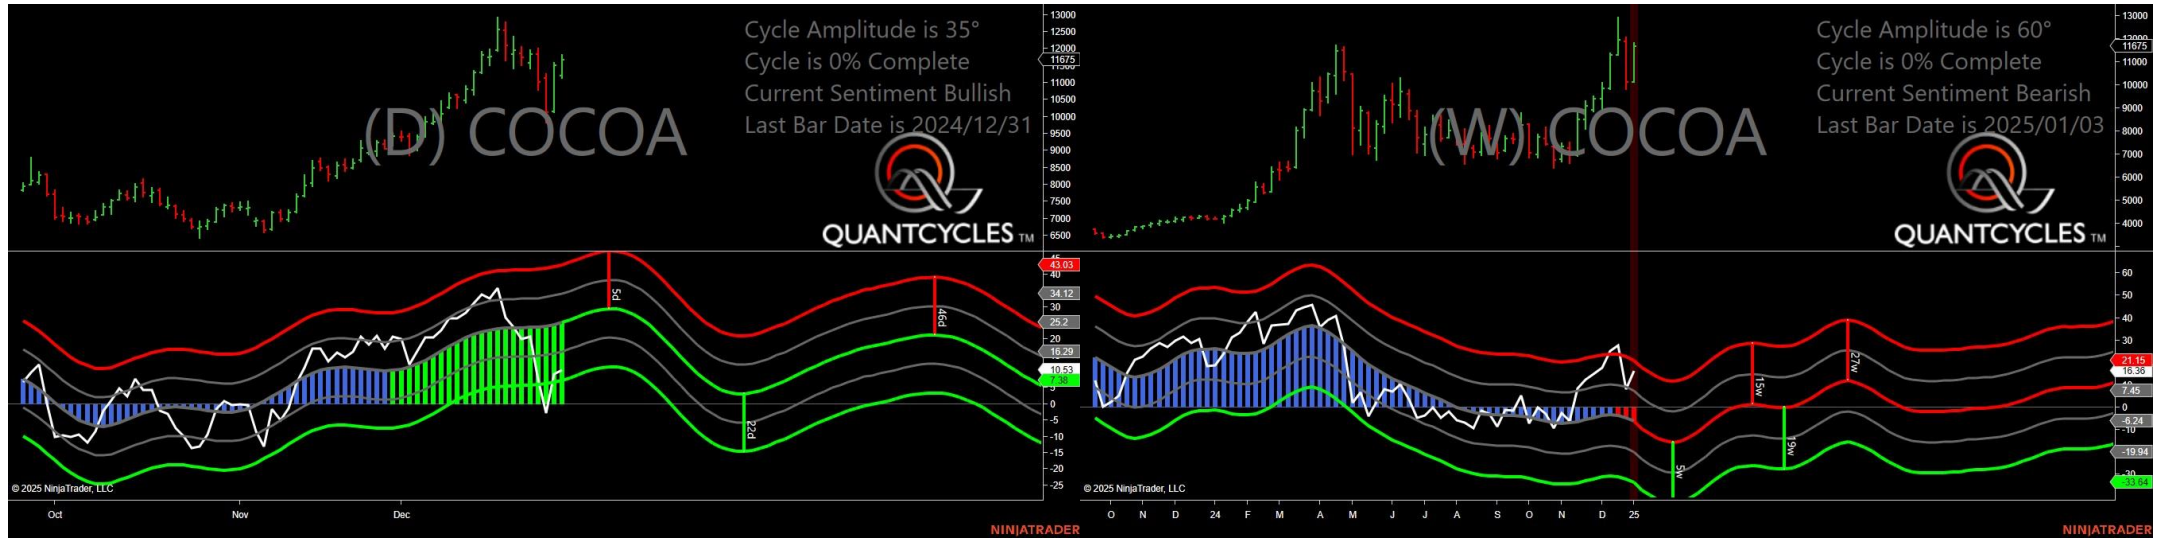 Cycle Amplitude is 35°
Cycle is 0% Complete
Current Sentiment Bullish
Last Bar Date is 2024/12/31
(D) COCOA
QUANTCYCLES TM
13000
12500
12000
11675
11000
10500
10000
9500
9000
8500
8000
7500
7000
6500
43.03
40
34.12
30
25.2
20
16.29
10.53
7.38
5
0
-5
-10
-15
-20
-25
5d
22d
46d
© 2025 NinjaTrader, LLC
Oct
Nov
Dec
NINJATRADER
Cycle Amplitude is 60°
Cycle is 0% Complete
Current Sentiment Bearish
Last Bar Date is 2025/01/03
(W) COCOA
QUANTCYCLES TM
13000
12000
11675
11000
10000
9000
8000
7000
6000
5000
4000
60
50
40
30
21.15
16.36
7.45
0
-6.24
-10
-19.94
-30
-33.64
5w
15w
19w
27w
© 2025 NinjaTrader, LLC
O N D 24 F M A M J J A S O N D 25
NINJATRADER